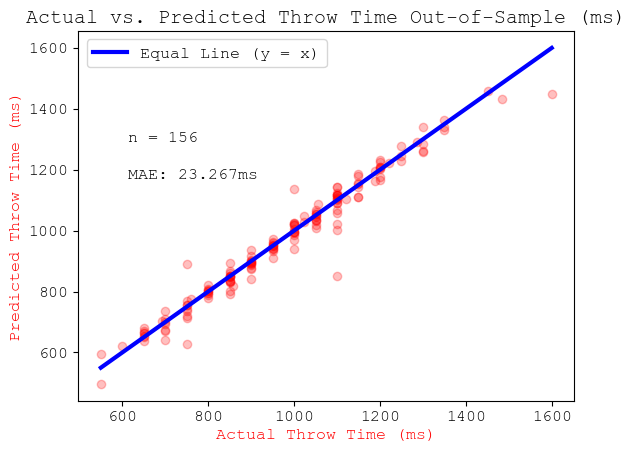 Actual vs. Predicted Throw Time Out-of-Sample (ms)
Equal Line (y = x)
n = 156
MAE: 23.267ms
Predicted Throw Time (ms)
1600
1400
1200
1000
800
600
600 800 1000 1200 1400 1600
Actual Throw Time (ms)